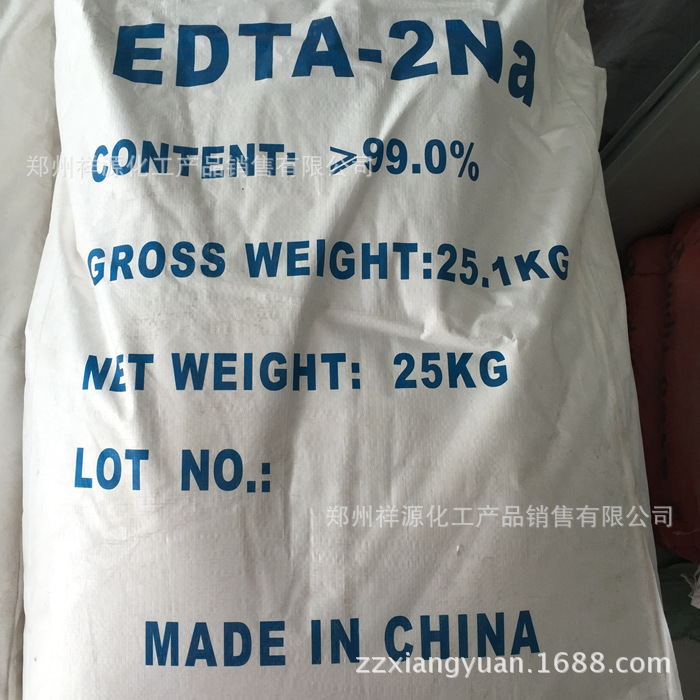 EDTA-2Na
CONTENT: ≥99.0%
郑州祥源化工产品销售有限公司
GROSS WEIGHT:25.1KG
NET WEIGHT: 25KG
LOT NO.:
郑州祥源化工产品销售有限公司
MADE IN CHINA
zzxiangyuan.1688.com